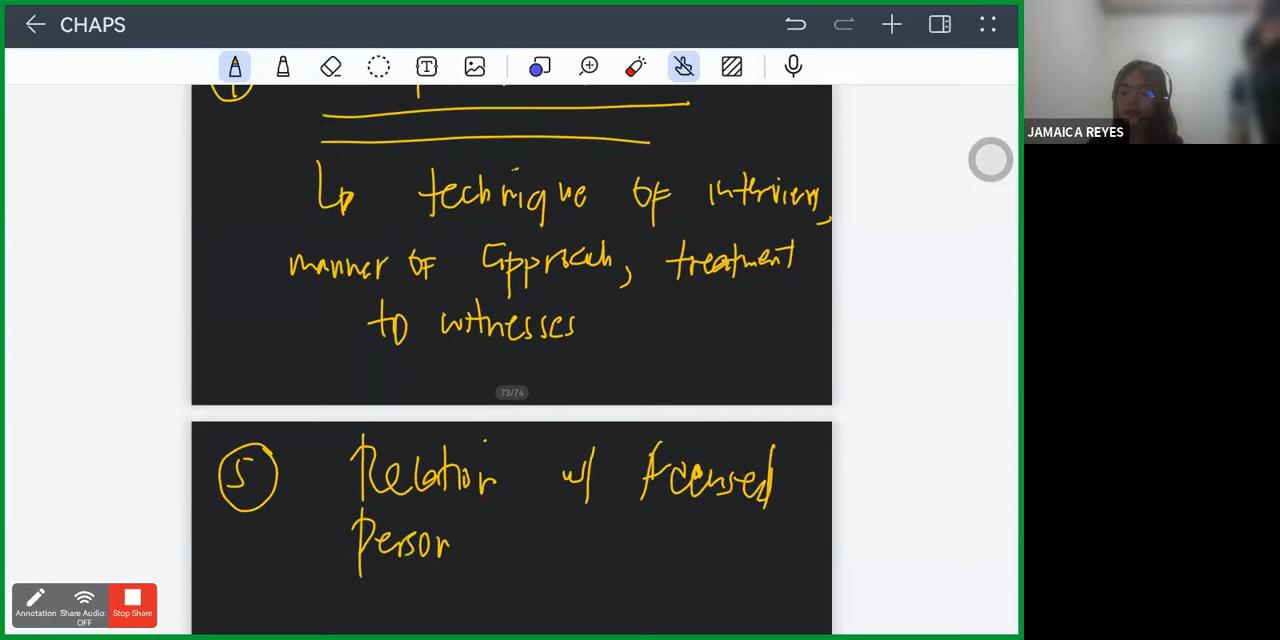 CHAPS
JAMAICA REYES
technique of interview,
manner of approach, treatment
to witnesses
73/74
5 Relation w/ Accused
Person
Annotation Share Audio: OFF Stop Share